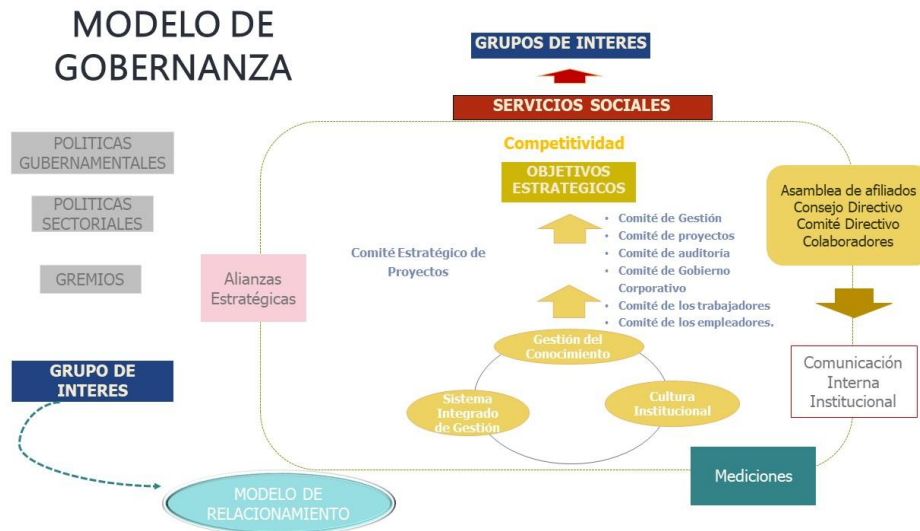 MODELO DE
GOBERNANZA
GRUPOS DE INTERES
SERVICIOS SOCIALES
POLITICAS
GUBERNAMENTALES
POLITICAS
SECTORIALES
GREMIOS
Competitividad
OBJETIVOS
ESTRATEGICOS
Asamblea de afiliados
Consejo Directivo
Comité Directivo
Colaboradores
Comité Estratégico de
Proyectos
• Comité de Gestión
• Comité de proyectos
• Comité de auditoría
• Comité de Gobierno
Corporativo
• Comité de los trabajadores
• Comité de los empleadores.
Alianzas
Estratégicas
Gestión del
Conocimiento
Sistema
Integrado
de Gestión
Cultura
Institucional
Comunicación
Interna
Institucional
GRUPO DE
INTERES
Mediciones
MODELO DE
RELACIONAMIENTO